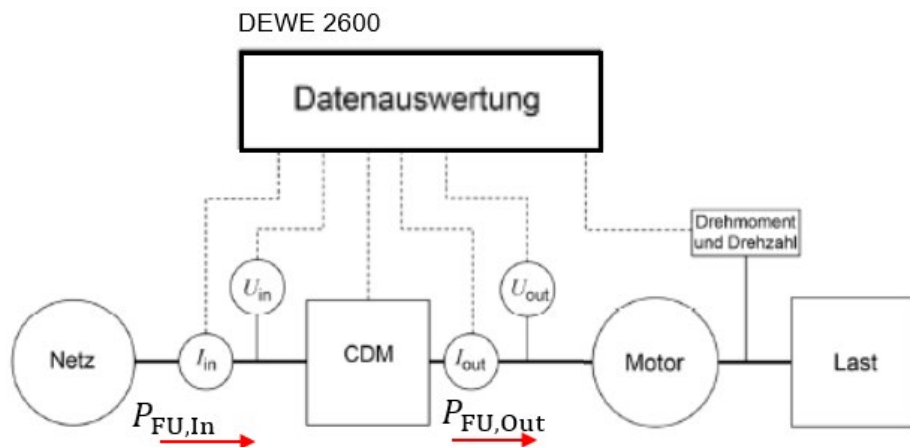 DEWE 2600
Datenauswertung
Drehmoment
und Drehzahl
U_in
U_out
Netz
I_in
CDM
I_out
Motor
Last
P_FU,In
P_FU,Out